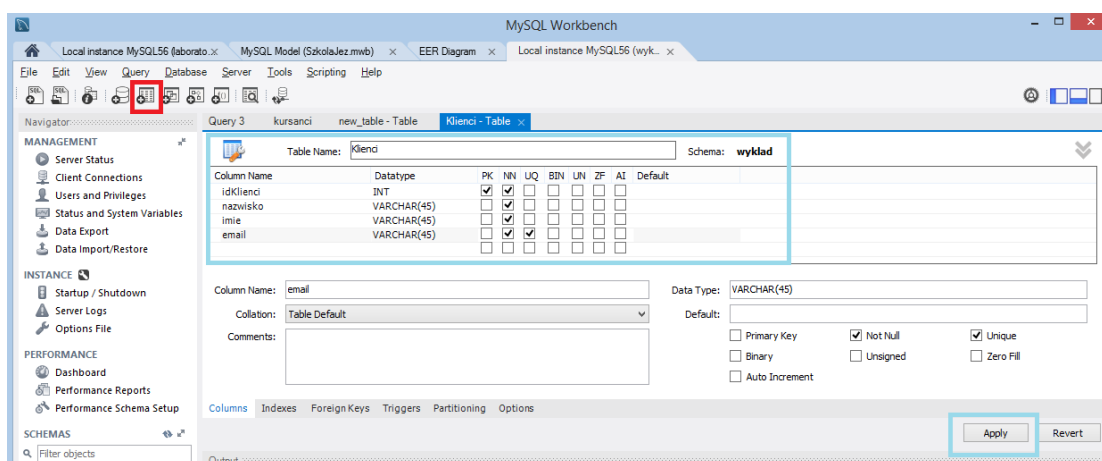 MySQL Workbench
Local instance MySQL56 (laborato.. × MySQL Model (SzkolaJez.mwb) × EER Diagram × Local instance MySQL56 (wyk... ×
File Edit View Query Database Server Tools Scripting Help
Navigator
Query 3 kursanci new_table - Table Klienci - Table ×
MANAGEMENT
Server Status
Client Connections
Users and Privileges
Status and System Variables
Data Export
Data Import/Restore
INSTANCE
Startup / Shutdown
Server Logs
Options File
PERFORMANCE
Dashboard
Performance Reports
Performance Schema Setup
SCHEMAS
Filter objects
Table Name: Klienci Schema: wyklad
Column Name Datatype PK NN UQ BIN UN ZF AI Default
idKlienci INT
nazwisko VARCHAR(45)
imie VARCHAR(45)
email VARCHAR(45)
Column Name: email Data Type: VARCHAR(45)
Collation: Table Default Default:
Comments: Primary Key Not Null Unique
Binary Unsigned Zero Fill
Auto Increment
Columns Indexes Foreign Keys Triggers Partitioning Options
Apply Revert
Output